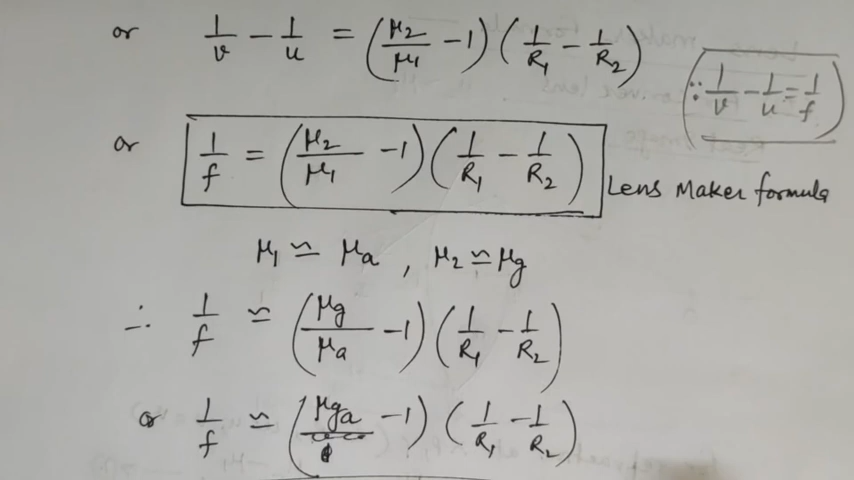 or 1/v - 1/u = (μ2/μ1 - 1) (1/R1 - 1/R2)
(∵ 1/v - 1/u = 1/f)
or 1/f = (μ2/μ1 - 1) (1/R1 - 1/R2) Lens Maker formula
μ1 ≃ μa , μ2 ≃ μg
∴ 1/f ≃ (μg/μa - 1) (1/R1 - 1/R2)
or 1/f ≃ (μga - 1) (1/R1 - 1/R2)